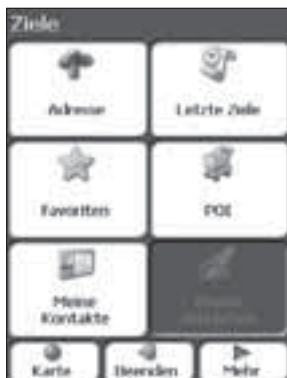 Ziele
Adresse
Letzte Ziele
Favoriten
POI
Meine
Kontakte
Karte
Beenden
Mehr